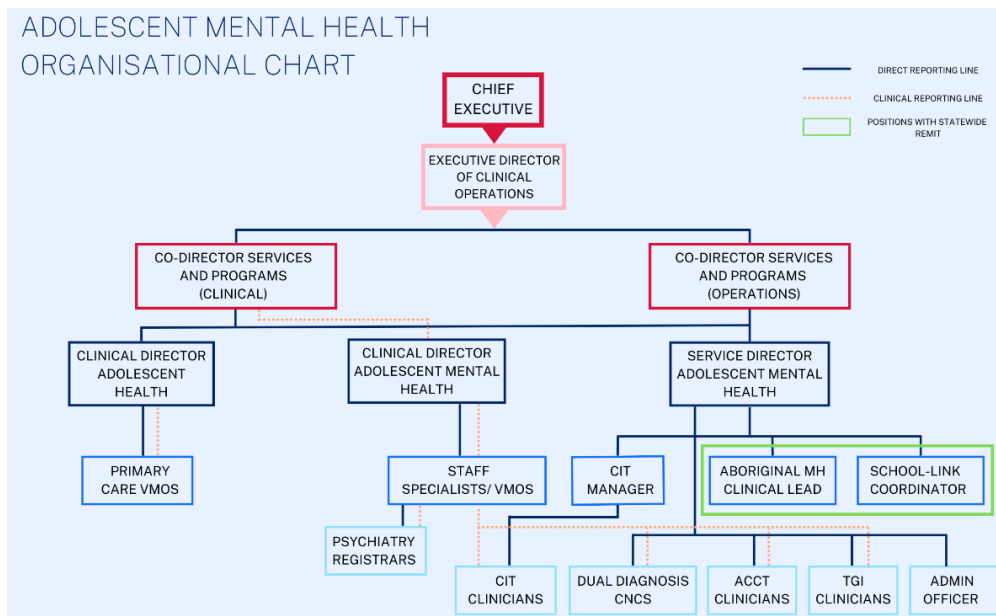 ADOLESCENT MENTAL HEALTH
ORGANISATIONAL CHART
DIRECT REPORTING LINE
CLINICAL REPORTING LINE
POSITIONS WITH STATEWIDE
REMIT
CHIEF
EXECUTIVE
EXECUTIVE DIRECTOR
OF CLINICAL
OPERATIONS
CO-DIRECTOR SERVICES
AND PROGRAMS
(CLINICAL)
CO-DIRECTOR SERVICES
AND PROGRAMS
(OPERATIONS)
CLINICAL DIRECTOR
ADOLESCENT
HEALTH
CLINICAL DIRECTOR
ADOLESCENT MENTAL
HEALTH
SERVICE DIRECTOR
ADOLESCENT MENTAL
HEALTH
PRIMARY
CARE VMOS
STAFF
SPECIALISTS/ VMOS
CIT
MANAGER
ABORIGINAL MH
CLINICAL LEAD
SCHOOL-LINK
COORDINATOR
PSYCHIATRY
REGISTRARS
CIT
CLINICIANS
DUAL DIAGNOSIS
CNCS
ACCT
CLINICIANS
TGI
CLINICIANS
ADMIN
OFFICER